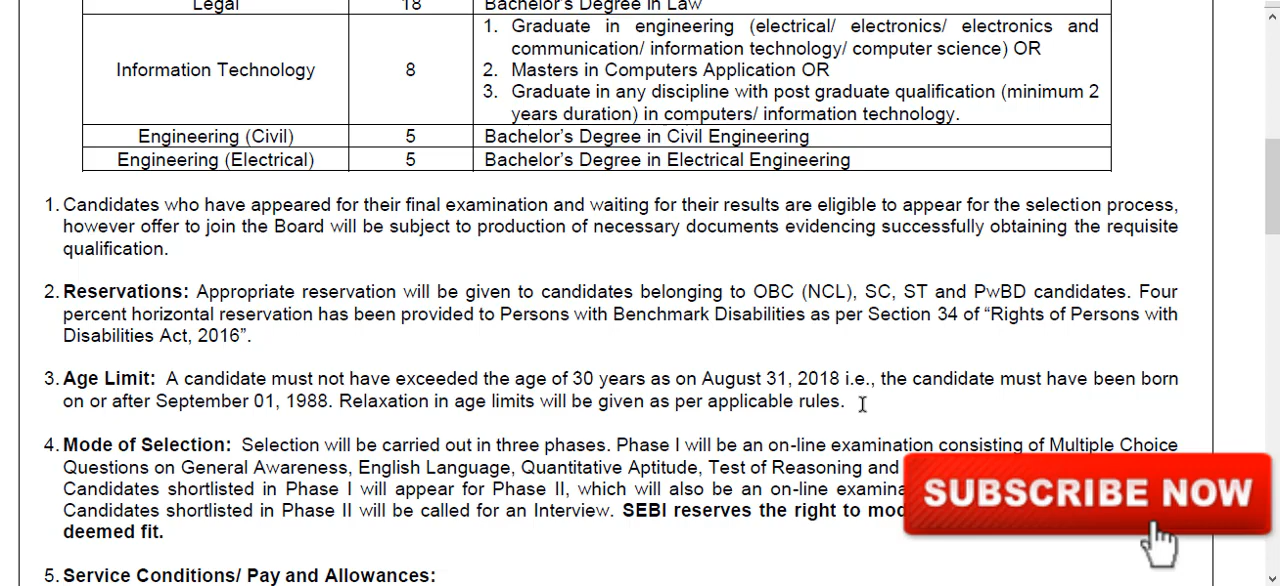 Legal 18 Bachelor's Degree in Law
1. Graduate in engineering (electrical/ electronics/ electronics and
communication/ information technology/ computer science) OR
Information Technology 8 2. Masters in Computers Application OR
3. Graduate in any discipline with post graduate qualification (minimum 2
years duration) in computers/ information technology.
Engineering (Civil) 5 Bachelor's Degree in Civil Engineering
Engineering (Electrical) 5 Bachelor's Degree in Electrical Engineering
1. Candidates who have appeared for their final examination and waiting for their results are eligible to appear for the selection process,
however offer to join the Board will be subject to production of necessary documents evidencing successfully obtaining the requisite
qualification.
2. Reservations: Appropriate reservation will be given to candidates belonging to OBC (NCL), SC, ST and PwBD candidates. Four
percent horizontal reservation has been provided to Persons with Benchmark Disabilities as per Section 34 of “Rights of Persons with
Disabilities Act, 2016”.
3. Age Limit: A candidate must not have exceeded the age of 30 years as on August 31, 2018 i.e., the candidate must have been born
on or after September 01, 1988. Relaxation in age limits will be given as per applicable rules.
4. Mode of Selection: Selection will be carried out in three phases. Phase I will be an on-line examination consisting of Multiple Choice
Questions on General Awareness, English Language, Quantitative Aptitude, Test of Reasoning and
Candidates shortlisted in Phase I will appear for Phase II, which will also be an on-line
Candidates shortlisted in Phase II will be called for an Interview. SEBI reserves the right to
deemed fit.
SUBSCRIBE NOW
5. Service Conditions/ Pay and Allowances: